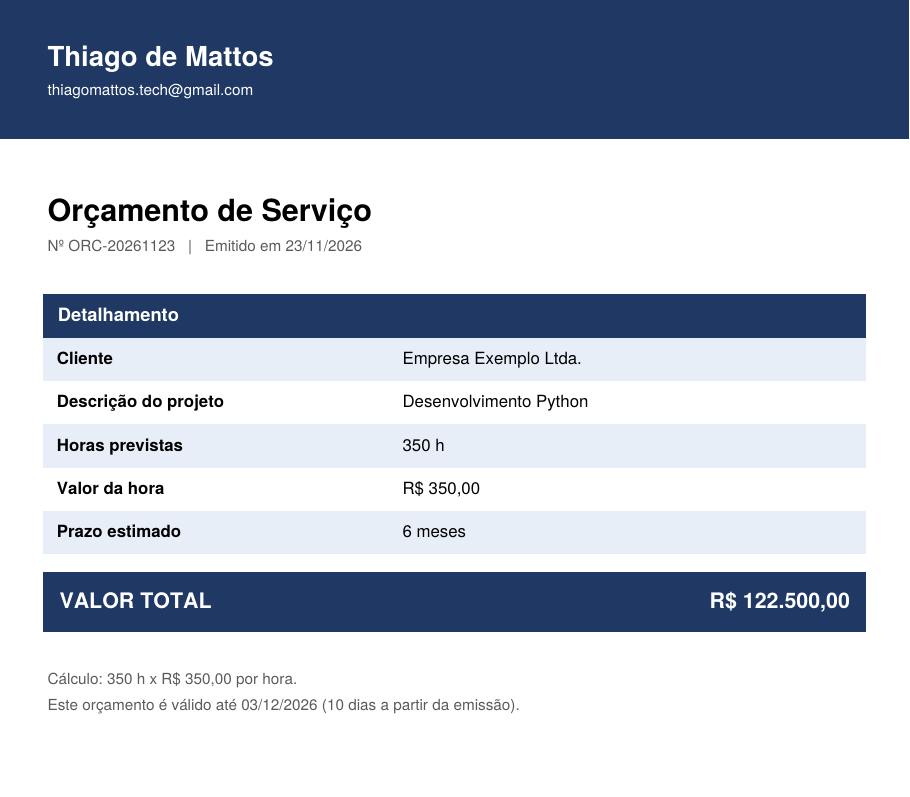 Thiago de Mattos
thiagomattos.tech@gmail.com
Orçamento de Serviço
Nº ORC-20261123 | Emitido em 23/11/2026
Detalhamento
Cliente Empresa Exemplo Ltda.
Descrição do projeto Desenvolvimento Python
Horas previstas 350 h
Valor da hora R$ 350,00
Prazo estimado 6 meses
VALOR TOTAL R$ 122.500,00
Cálculo: 350 h x R$ 350,00 por hora.
Este orçamento é válido até 03/12/2026 (10 dias a partir da emissão).